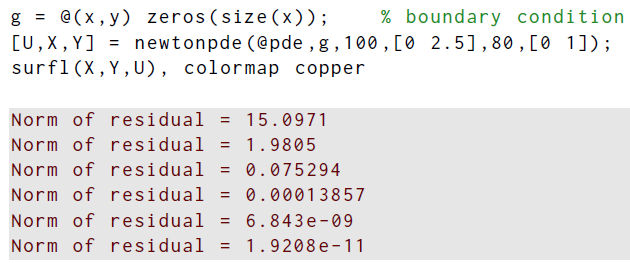 g = @(x,y) zeros(size(x));    % boundary condition
[U,X,Y] = newtonpde(@pde,g,100,[0 2.5],80,[0 1]);
surfl(X,Y,U), colormap copper
Norm of residual = 15.0971
Norm of residual = 1.9805
Norm of residual = 0.075294
Norm of residual = 0.00013857
Norm of residual = 6.843e-09
Norm of residual = 1.9208e-11